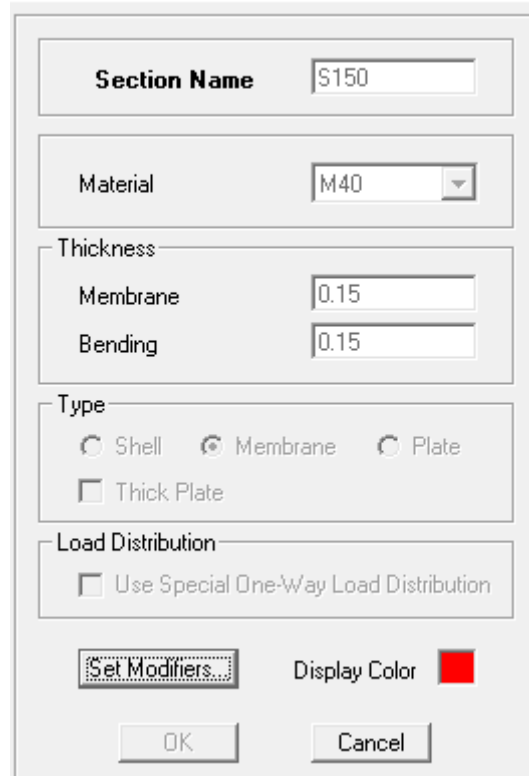 Section Name S150
Material M40
Thickness
Membrane 0.15
Bending 0.15
Type
Shell Membrane Plate
Thick Plate
Load Distribution
Use Special One-Way Load Distribution
Set Modifiers... Display Color
OK Cancel